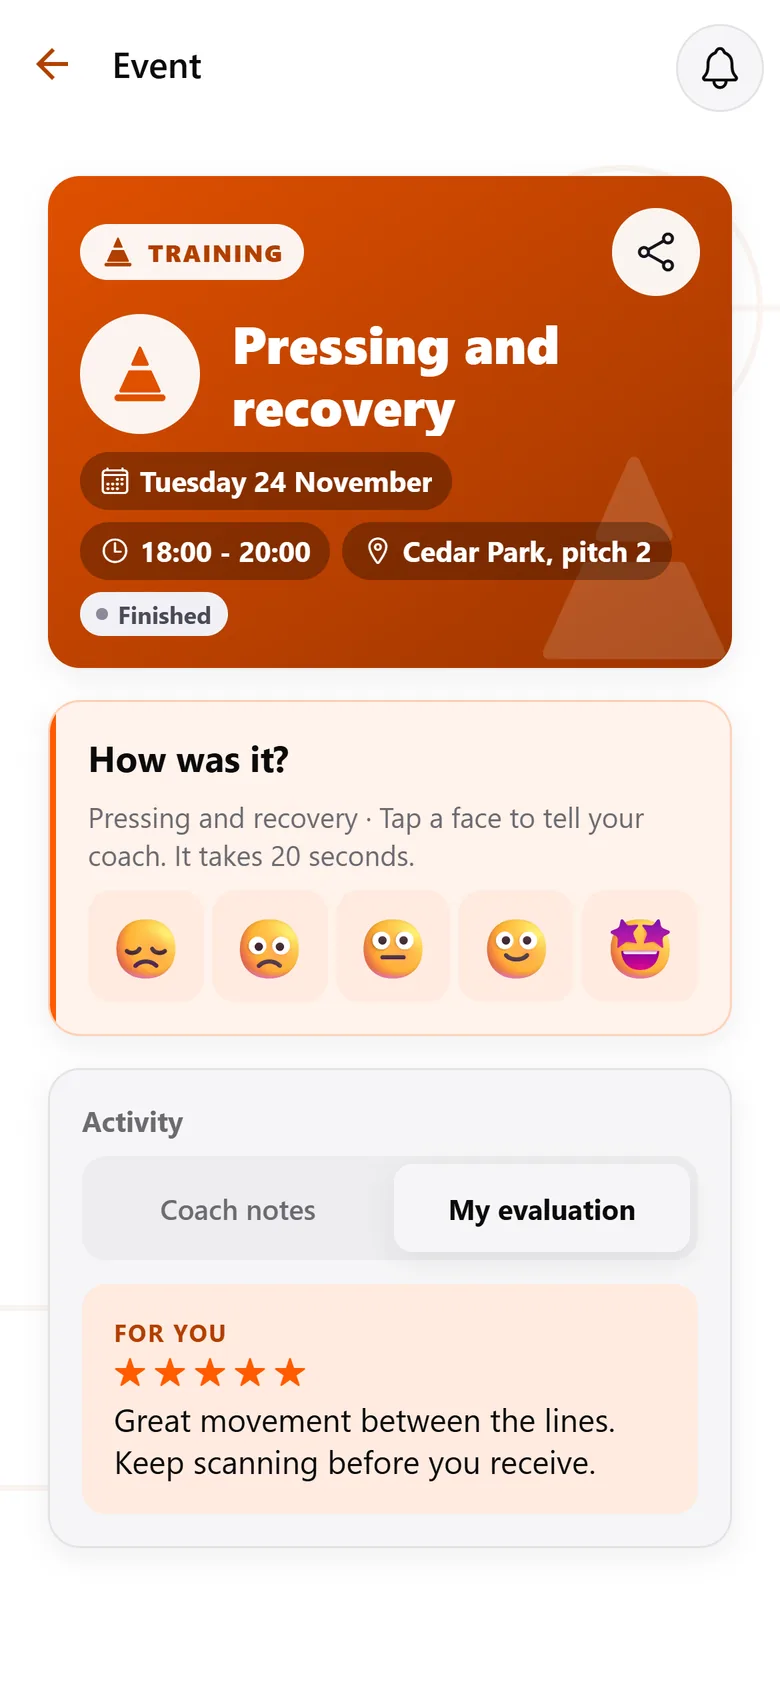 Event
TRAINING
Pressing and
recovery
Tuesday 24 November
18:00 - 20:00
Cedar Park, pitch 2
Finished
How was it?
Pressing and recovery · Tap a face to tell your
coach. It takes 20 seconds.
Activity
Coach notes
My evaluation
FOR YOU
Great movement between the lines.
Keep scanning before you receive.